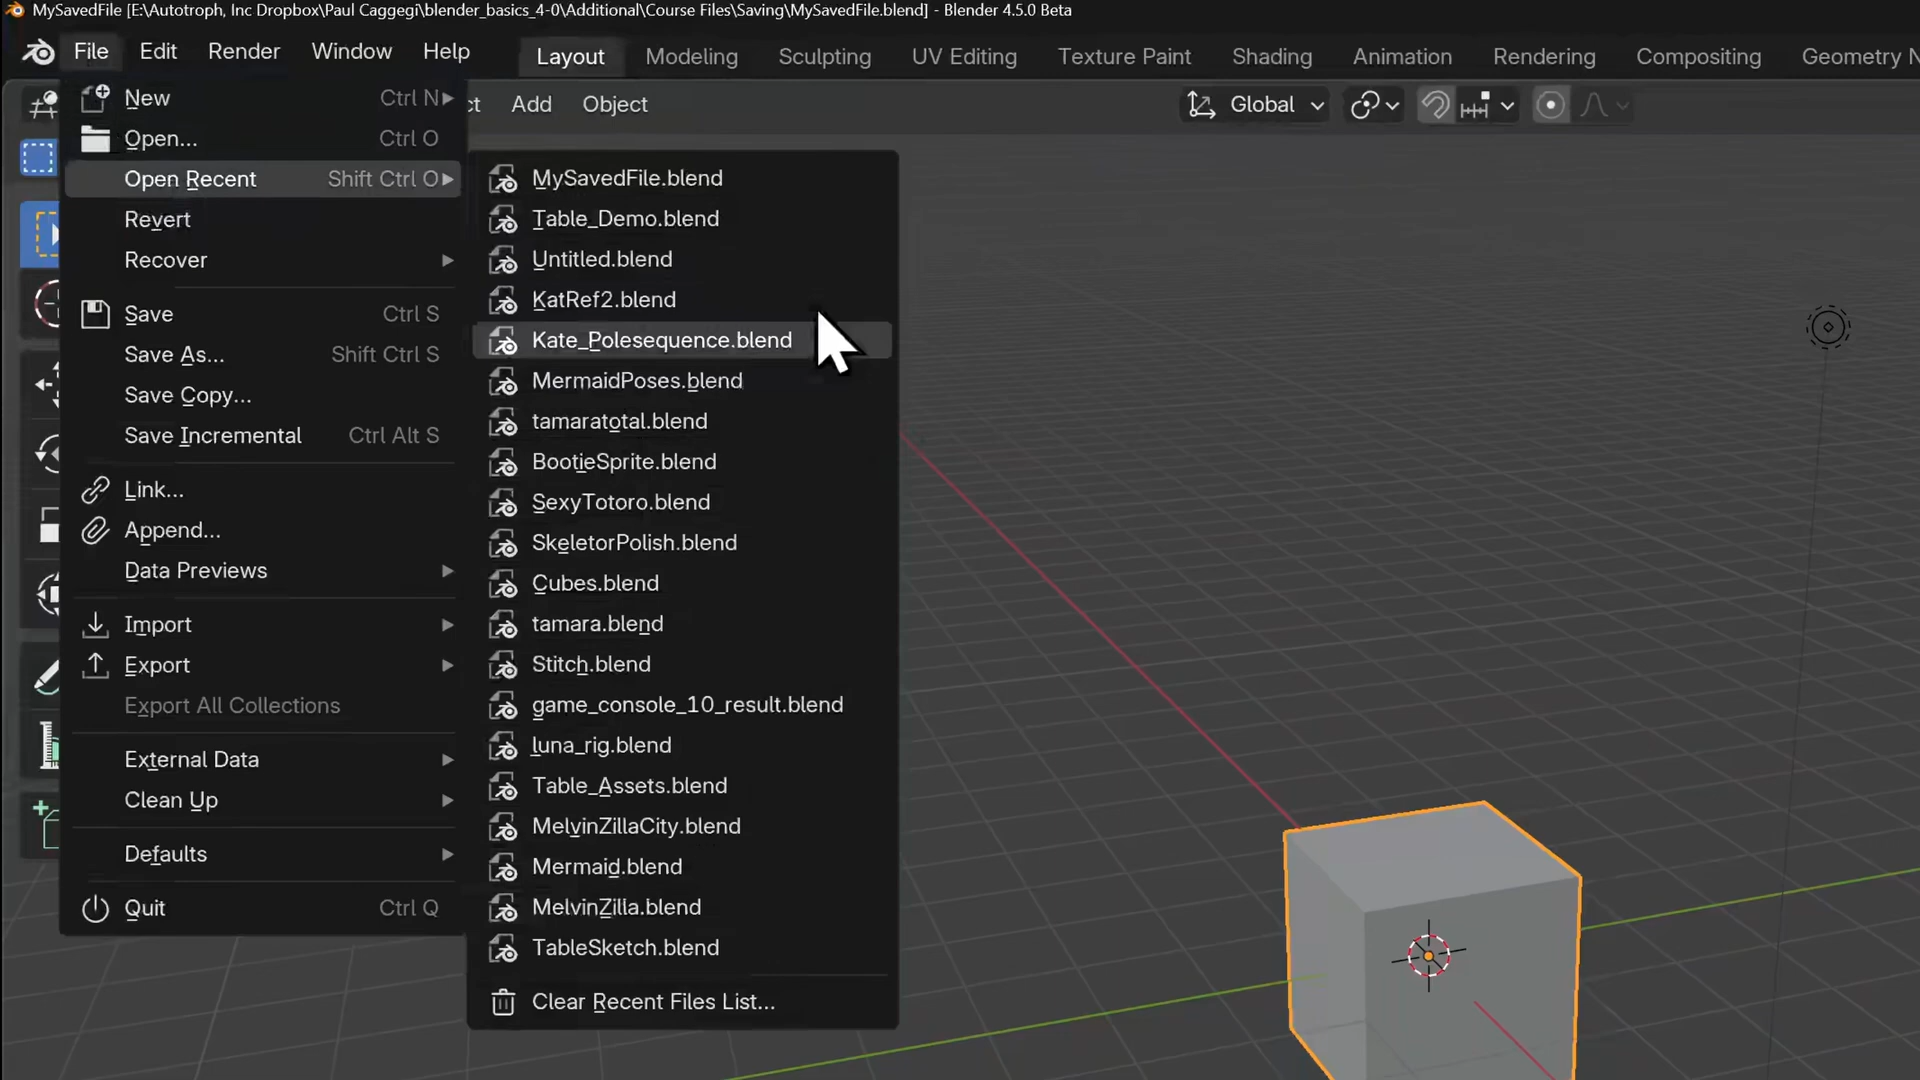 MySavedFile [E:\Autotroph, Inc Dropbox\Paul Caggegi\blender_basics_4-0\Additional\Course Files\Saving\MySavedFile.blend] - Blender 4.5.0 Beta
File Edit Render Window Help Layout Modeling Sculpting UV Editing Texture Paint Shading Animation Rendering Compositing Geometry N
ct Add Object Global
New Ctrl N
Open... Ctrl O
Open Recent Shift Ctrl O
Revert
Recover
Save Ctrl S
Save As... Shift Ctrl S
Save Copy...
Save Incremental Ctrl Alt S
Link...
Append...
Data Previews
Import
Export
Export All Collections
External Data
Clean Up
Defaults
Quit Ctrl Q
MySavedFile.blend
Table_Demo.blend
Untitled.blend
KatRef2.blend
Kate_Polesequence.blend
MermaidPoses.blend
tamaratotal.blend
BootieSprite.blend
SexyTotoro.blend
SkeletorPolish.blend
Cubes.blend
tamara.blend
Stitch.blend
game_console_10_result.blend
luna_rig.blend
Table_Assets.blend
MelvinZillaCity.blend
Mermaid.blend
MelvinZilla.blend
TableSketch.blend
Clear Recent Files List...